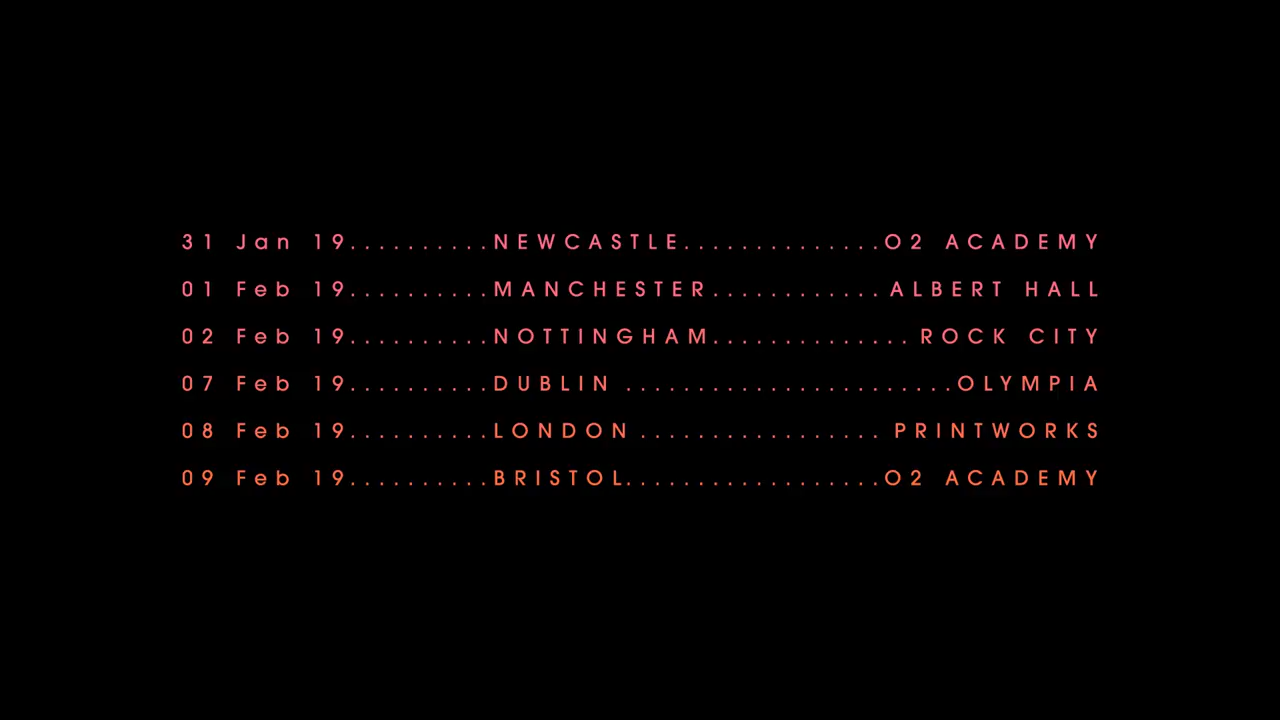 31 Jan 19..........NEWCASTLE..............O2 ACADEMY
01 Feb 19..........MANCHESTER............ALBERT HALL
02 Feb 19..........NOTTINGHAM..............ROCK CITY
07 Feb 19..........DUBLIN .......................OLYMPIA
08 Feb 19..........LONDON ................. PRINTWORKS
09 Feb 19..........BRISTOL..................O2 ACADEMY